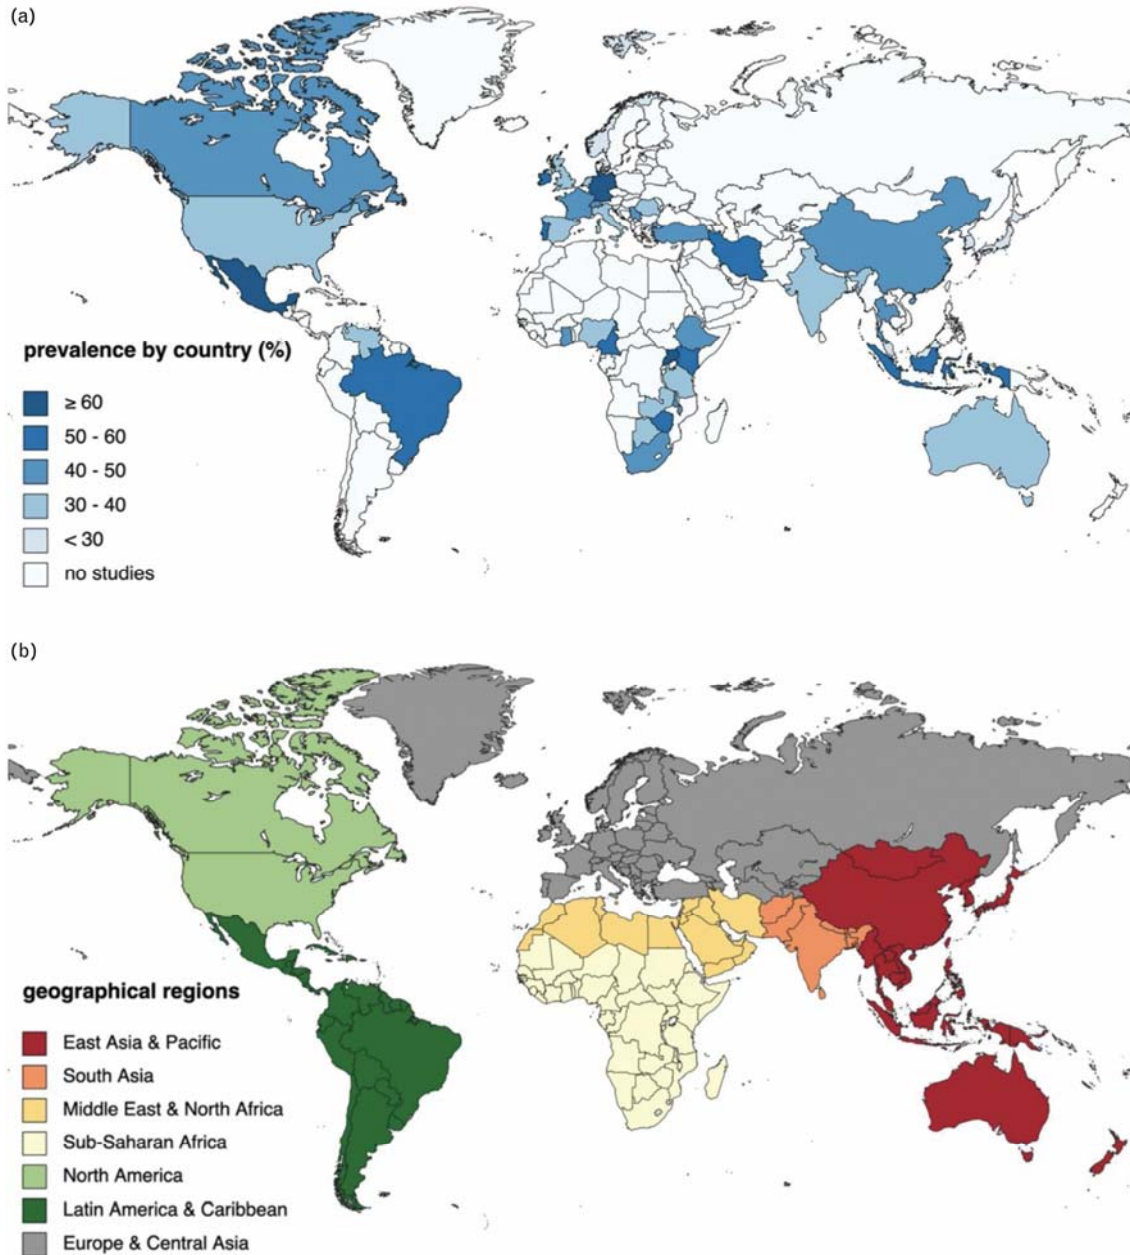 (a)
prevalence by country (%)
≥ 60
50 - 60
40 - 50
30 - 40
< 30
no studies
(b)
geographical regions
East Asia & Pacific
South Asia
Middle East & North Africa
Sub-Saharan Africa
North America
Latin America & Caribbean
Europe & Central Asia